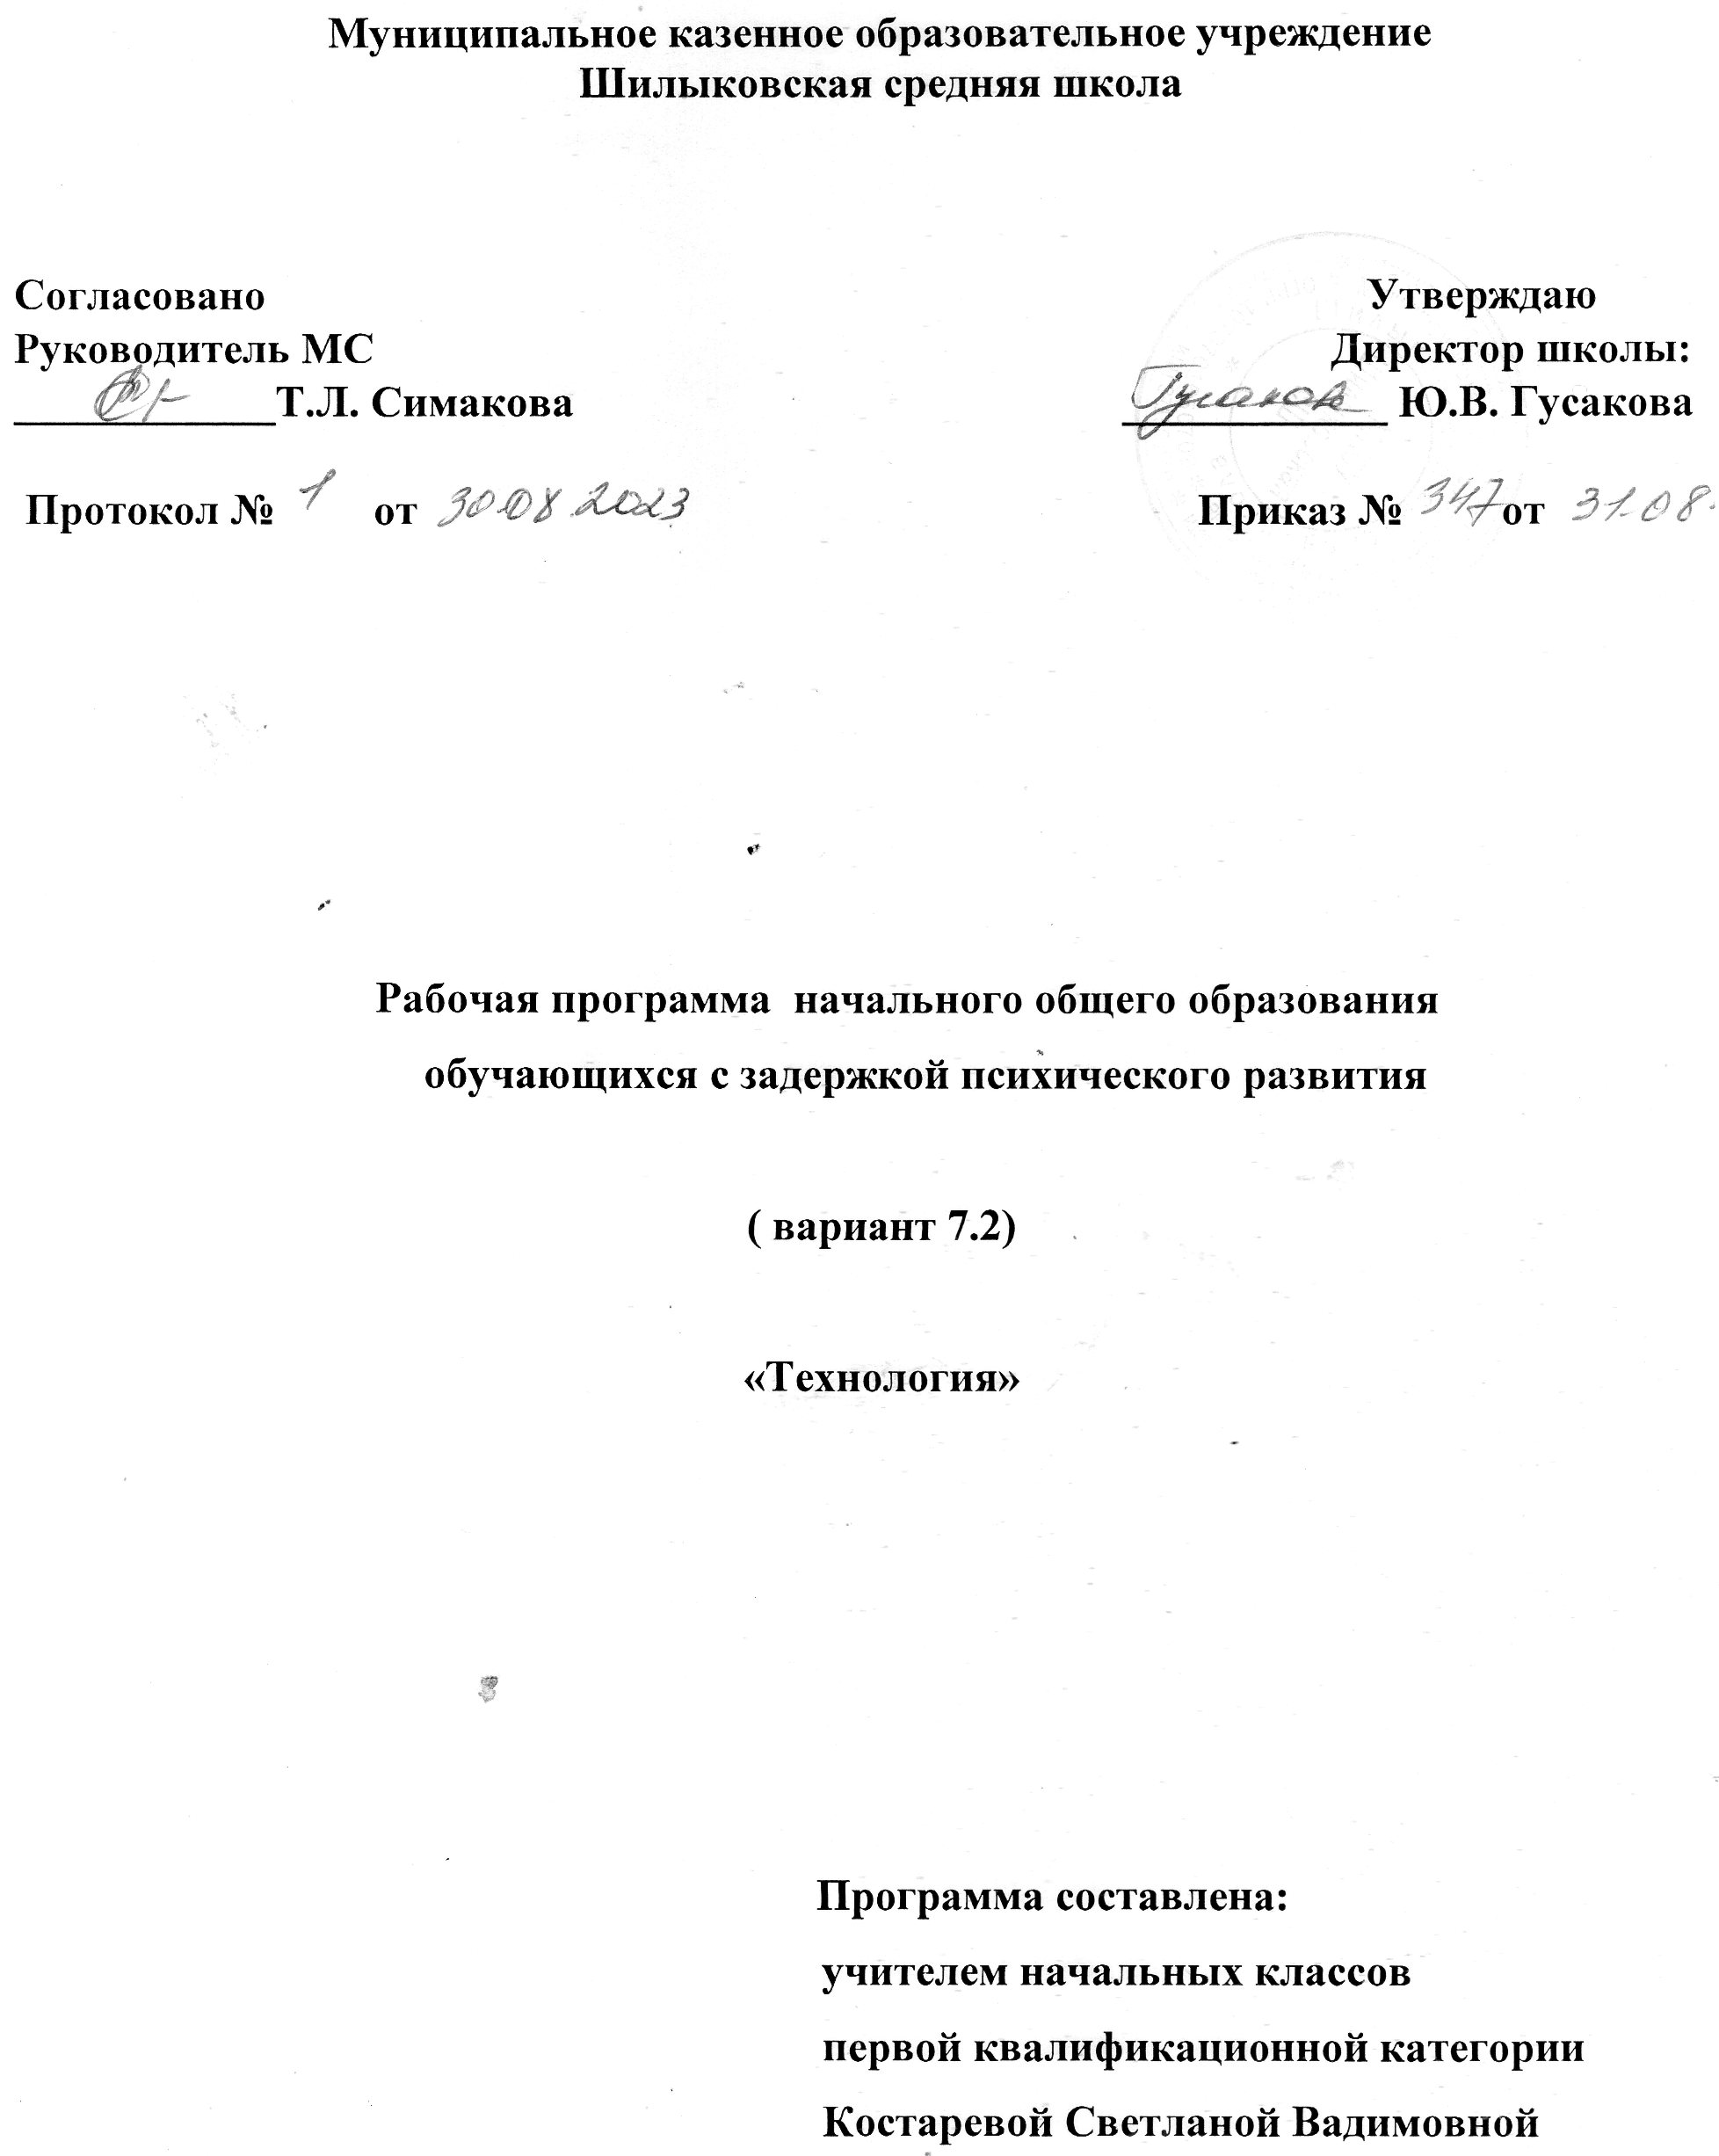 Муниципальное казенное образовательное учреждение
Шилыковская средняя школа
Согласовано
Руководитель МС
Т.Л. Симакова
Протокол № 1 от 30.08.2023
Утверждаю
Директор школы:
Гусакова Ю.В. Гусакова
Приказ № 347 от 31.08.
Рабочая программа начального общего образования
обучающихся с задержкой психического развития
( вариант 7.2)
«Технология»
Программа составлена:
учителем начальных классов
первой квалификационной категории
Костаревой Светланой Вадимовной